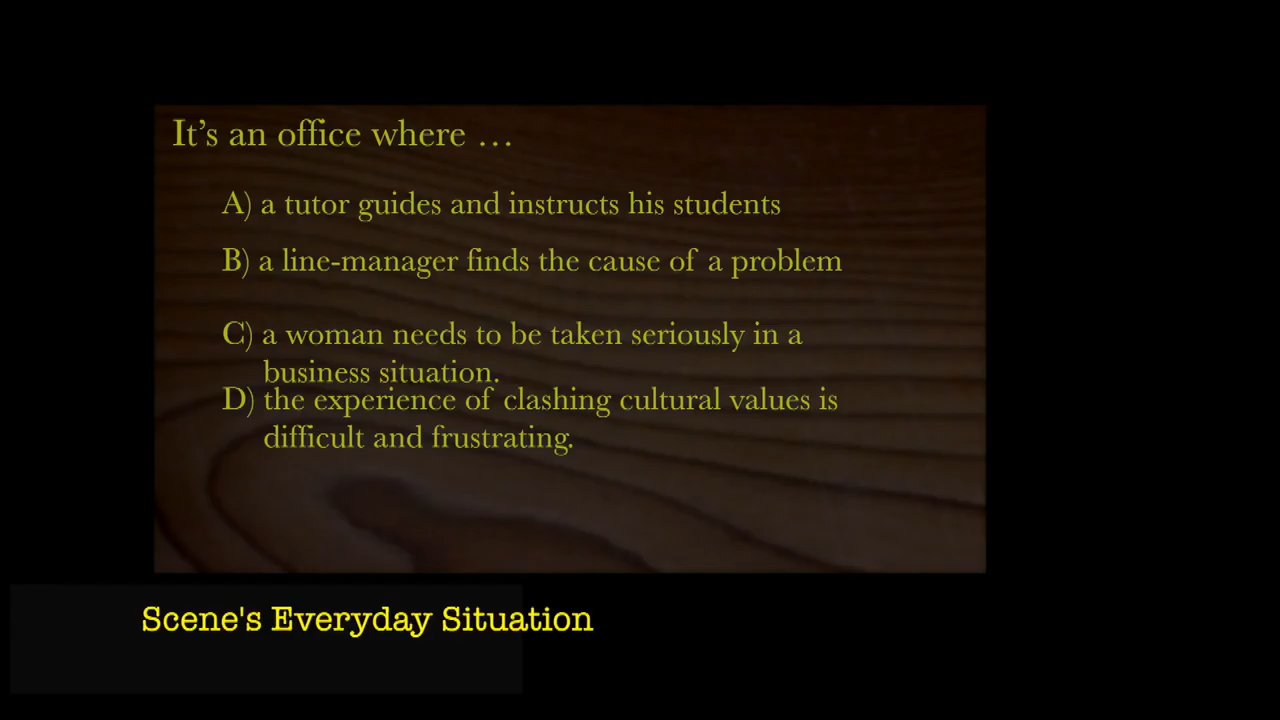 It's an office where …
A) a tutor guides and instructs his students
B) a line-manager finds the cause of a problem
C) a woman needs to be taken seriously in a
business situation.
D) the experience of clashing cultural values is
difficult and frustrating.
Scene's Everyday Situation